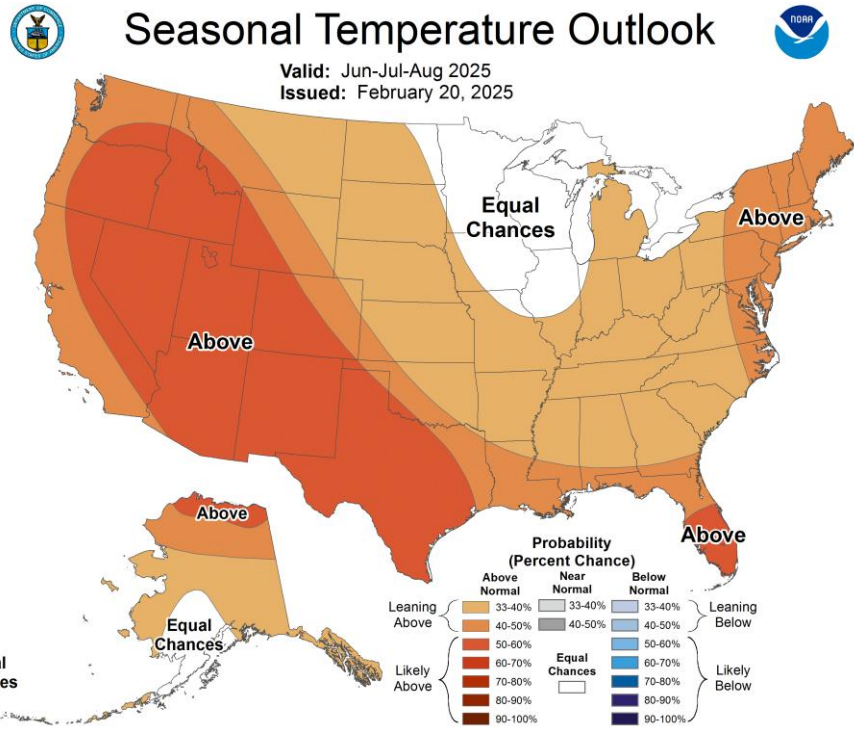 Seasonal Temperature Outlook
NOAA
Valid: Jun-Jul-Aug 2025
Issued: February 20, 2025
Equal
Chances
Above
Above
Above
Above
Equal
Chances
Probability
(Percent Chance)
Above
Normal
Near
Normal
Below
Normal
Leaning
Above
33-40%
33-40%
33-40%
Leaning
Below
40-50%
40-50%
40-50%
Likely
Above
50-60%
50-60%
Likely
Below
60-70%
60-70%
70-80%
70-80%
80-90%
80-90%
90-100%
90-100%
Equal
Chances
al
es